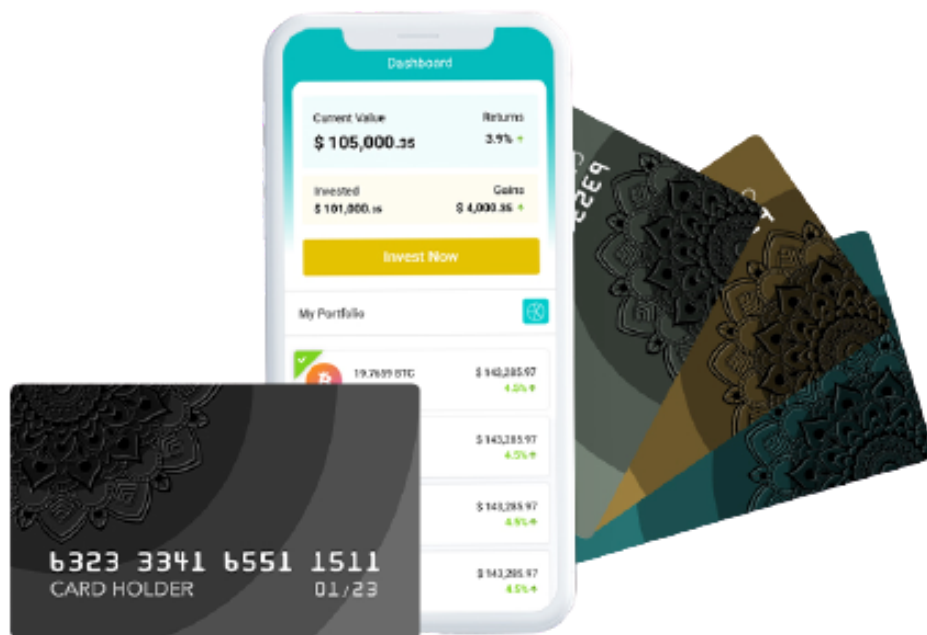 Dashboard
Current Value Returns
$ 105,000.35 3.9%
Invested Gains
$ 101,000.35 $ 4,000.35
Invest Now
My Portfolio
19.7659 BTC $ 143,285.97
4.5%
$ 143,285.97
4.5%
$ 143,285.97
4.5%
$ 143,285.97
4.5%
6323 3341 6551 1511
CARD HOLDER 01/23